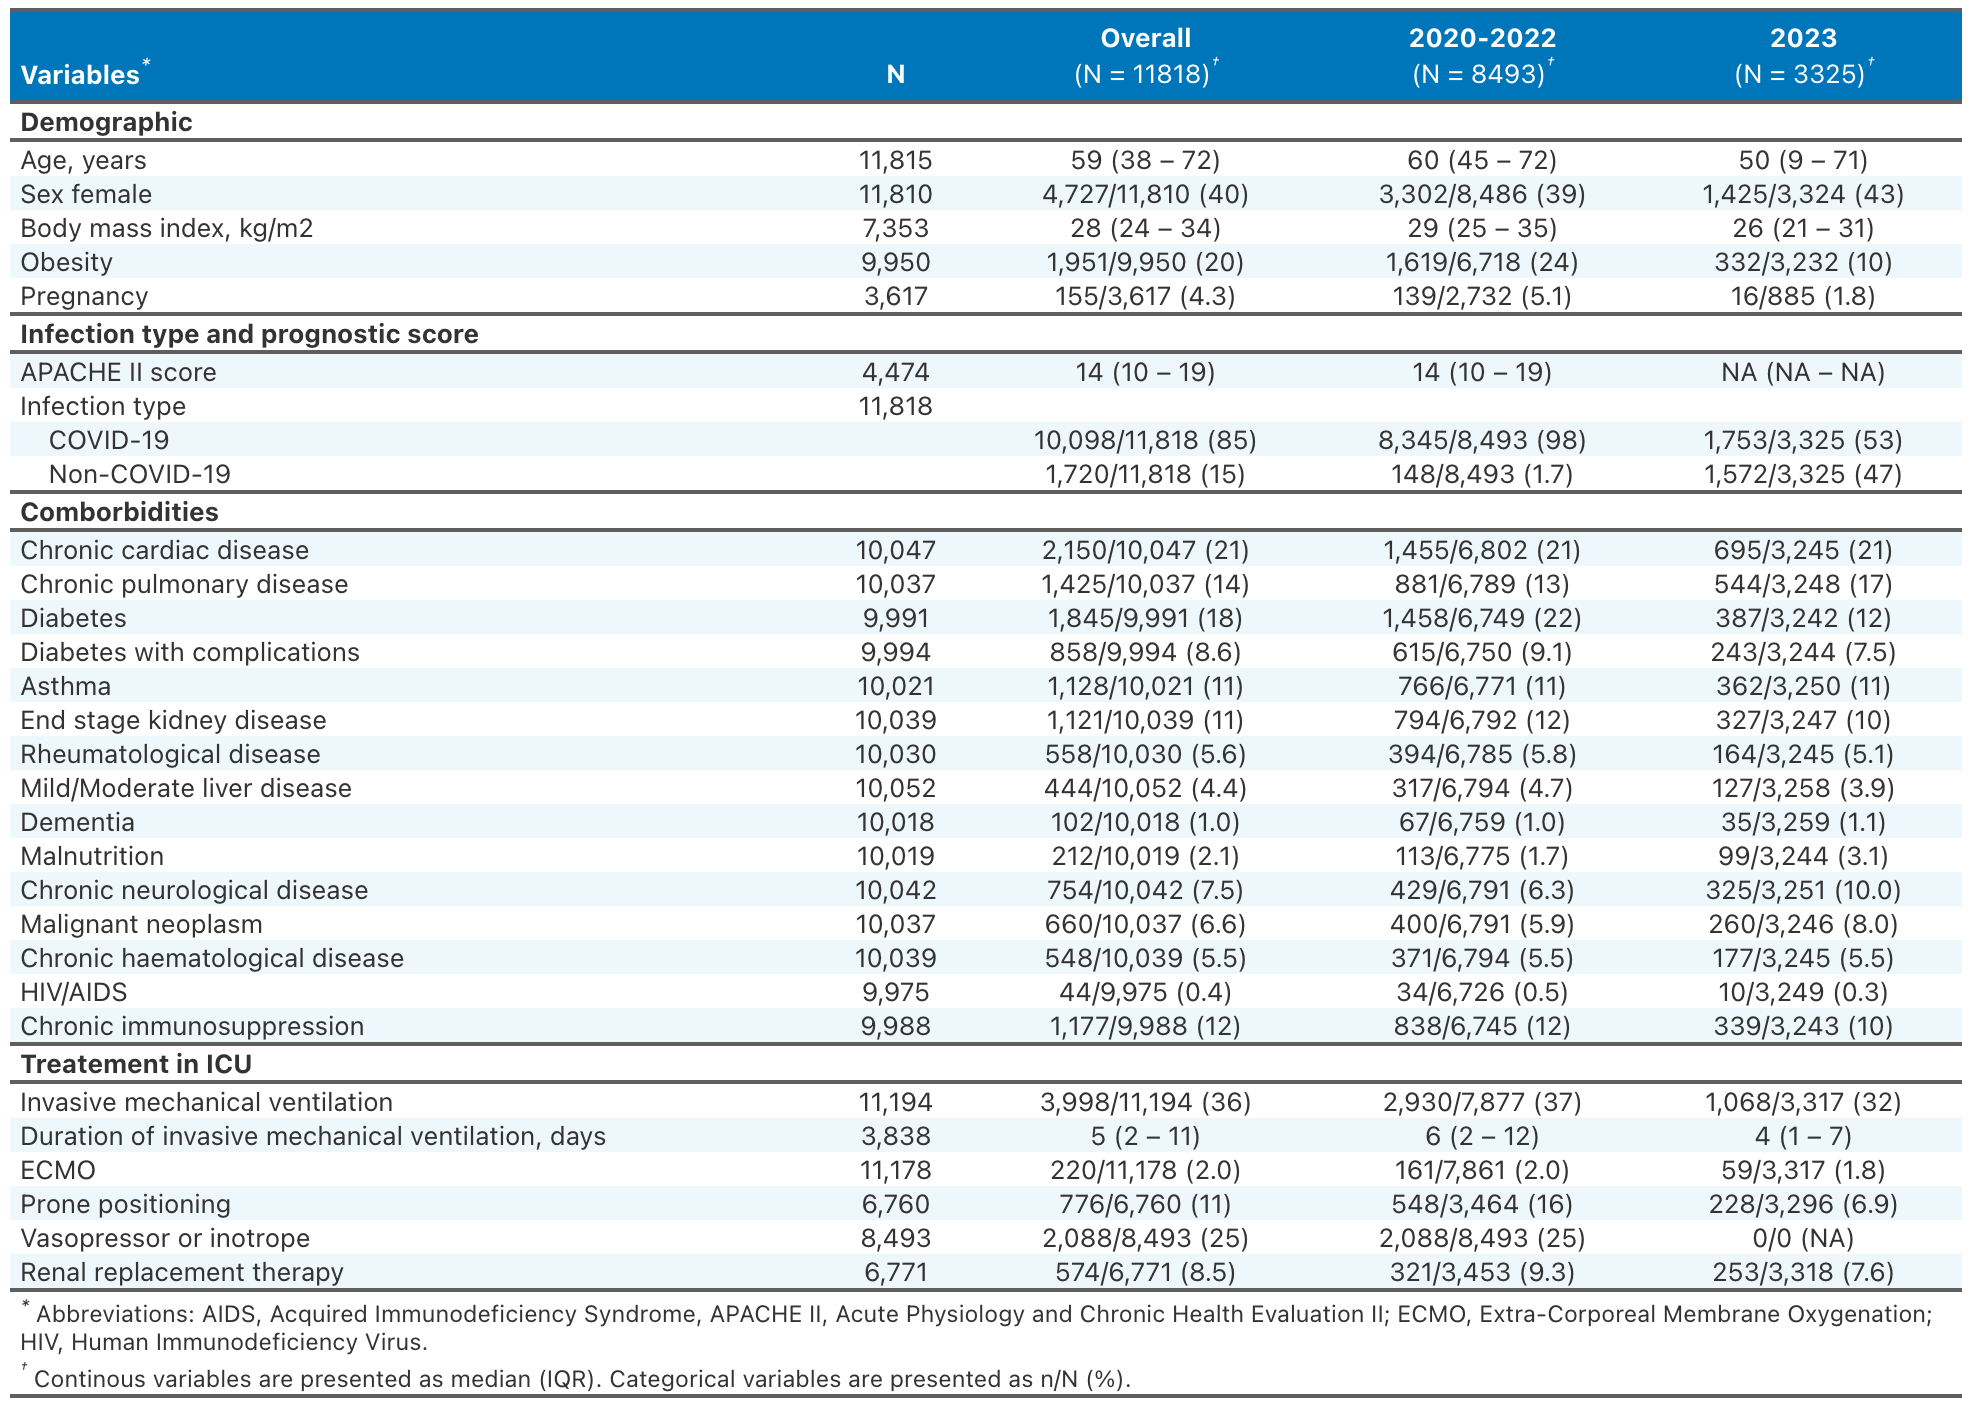 Variables* N Overall (N = 11818)† 2020-2022 (N = 8493)† 2023 (N = 3325)†
Demographic
Age, years 11,815 59 (38 – 72) 60 (45 – 72) 50 (9 – 71)
Sex female 11,810 4,727/11,810 (40) 3,302/8,486 (39) 1,425/3,324 (43)
Body mass index, kg/m2 7,353 28 (24 – 34) 29 (25 – 35) 26 (21 – 31)
Obesity 9,950 1,951/9,950 (20) 1,619/6,718 (24) 332/3,232 (10)
Pregnancy 3,617 155/3,617 (4.3) 139/2,732 (5.1) 16/885 (1.8)
Infection type and prognostic score
APACHE II score 4,474 14 (10 – 19) 14 (10 – 19) NA (NA – NA)
Infection type 11,818
COVID-19 10,098/11,818 (85) 8,345/8,493 (98) 1,753/3,325 (53)
Non-COVID-19 1,720/11,818 (15) 148/8,493 (1.7) 1,572/3,325 (47)
Comborbidities
Chronic cardiac disease 10,047 2,150/10,047 (21) 1,455/6,802 (21) 695/3,245 (21)
Chronic pulmonary disease 10,037 1,425/10,037 (14) 881/6,789 (13) 544/3,248 (17)
Diabetes 9,991 1,845/9,991 (18) 1,458/6,749 (22) 387/3,242 (12)
Diabetes with complications 9,994 858/9,994 (8.6) 615/6,750 (9.1) 243/3,244 (7.5)
Asthma 10,021 1,128/10,021 (11) 766/6,771 (11) 362/3,250 (11)
End stage kidney disease 10,039 1,121/10,039 (11) 794/6,792 (12) 327/3,247 (10)
Rheumatological disease 10,030 558/10,030 (5.6) 394/6,785 (5.8) 164/3,245 (5.1)
Mild/Moderate liver disease 10,052 444/10,052 (4.4) 317/6,794 (4.7) 127/3,258 (3.9)
Dementia 10,018 102/10,018 (1.0) 67/6,759 (1.0) 35/3,259 (1.1)
Malnutrition 10,019 212/10,019 (2.1) 113/6,775 (1.7) 99/3,244 (3.1)
Chronic neurological disease 10,042 754/10,042 (7.5) 429/6,791 (6.3) 325/3,251 (10.0)
Malignant neoplasm 10,037 660/10,037 (6.6) 400/6,791 (5.9) 260/3,246 (8.0)
Chronic haematological disease 10,039 548/10,039 (5.5) 371/6,794 (5.5) 177/3,245 (5.5)
HIV/AIDS 9,975 44/9,975 (0.4) 34/6,726 (0.5) 10/3,249 (0.3)
Chronic immunosuppression 9,988 1,177/9,988 (12) 838/6,745 (12) 339/3,243 (10)
Treatement in ICU
Invasive mechanical ventilation 11,194 3,998/11,194 (36) 2,930/7,877 (37) 1,068/3,317 (32)
Duration of invasive mechanical ventilation, days 3,838 5 (2 – 11) 6 (2 – 12) 4 (1 – 7)
ECMO 11,178 220/11,178 (2.0) 161/7,861 (2.0) 59/3,317 (1.8)
Prone positioning 6,760 776/6,760 (11) 548/3,464 (16) 228/3,296 (6.9)
Vasopressor or inotrope 8,493 2,088/8,493 (25) 2,088/8,493 (25) 0/0 (NA)
Renal replacement therapy 6,771 574/6,771 (8.5) 321/3,453 (9.3) 253/3,318 (7.6)
* Abbreviations: AIDS, Acquired Immunodeficiency Syndrome, APACHE II, Acute Physiology and Chronic Health Evaluation II; ECMO, Extra-Corporeal Membrane Oxygenation;
HIV, Human Immunodeficiency Virus.
† Continous variables are presented as median (IQR). Categorical variables are presented as n/N (%).